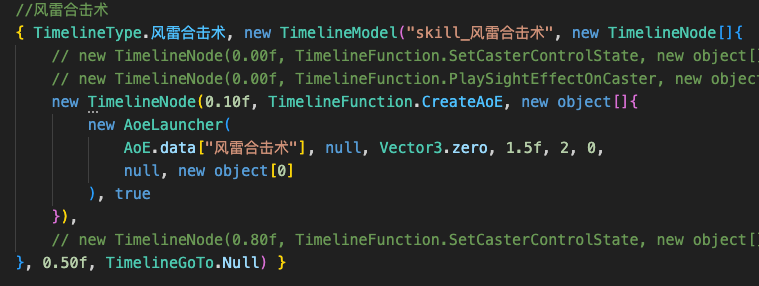 //风雷合击术
{ TimelineType.风雷合击术, new TimelineModel("skill_风雷合击术", new TimelineNode[]{
// new TimelineNode(0.00f, TimelineFunction.SetCasterControlState, new object[]
// new TimelineNode(0.00f, TimelineFunction.PlaySightEffectOnCaster, new objec
new TimelineNode(0.10f, TimelineFunction.CreateAoE, new object[]{
new AoeLauncher(
AoE.data["风雷合击术"], null, Vector3.zero, 1.5f, 2, 0,
null, new object[0]
), true
}),
// new TimelineNode(0.80f, TimelineFunction.SetCasterControlState, new object[]
}, 0.50f, TimelineGoTo.Null) }